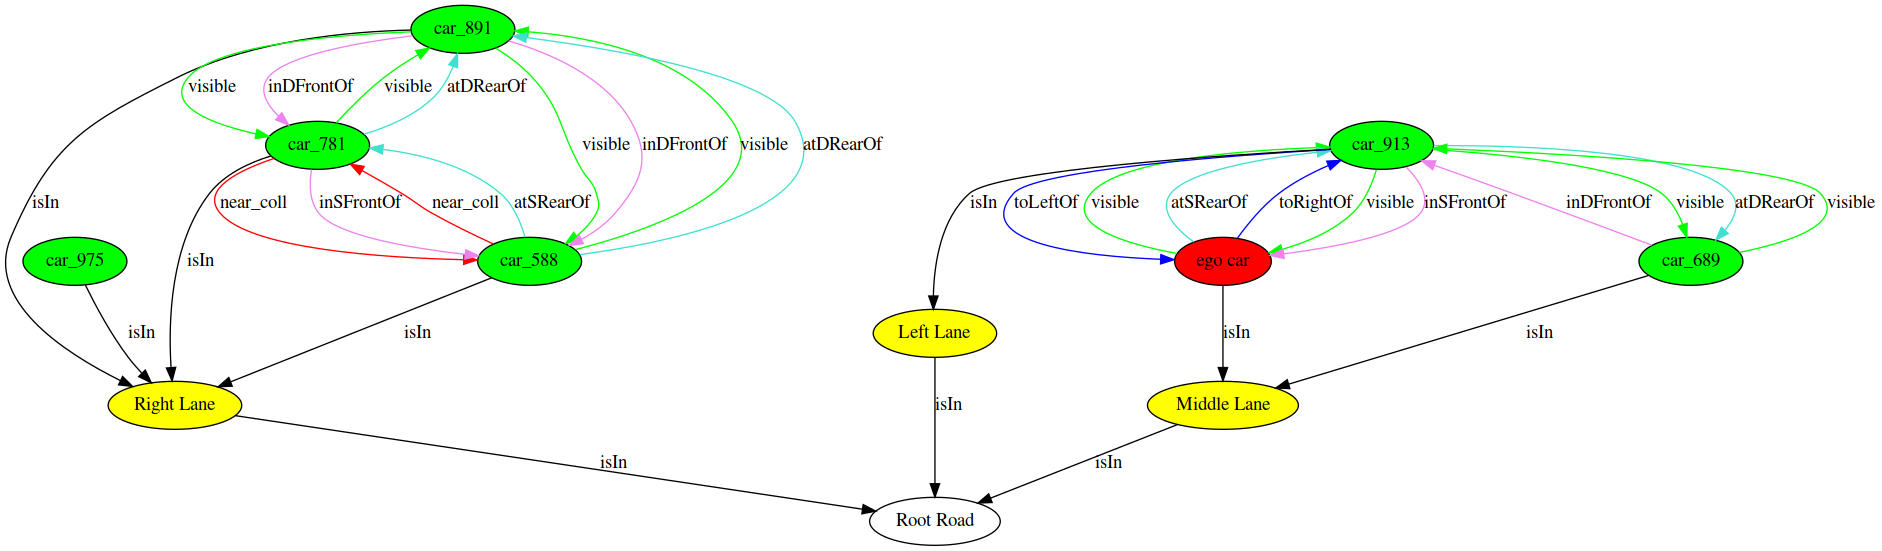 car_891
visible
inDFrontOf
visible
atDRearOf
car_781
visible
inDFrontOf
visible
atDRearOf
car_913
isIn
near_coll
inSFrontOf
near_coll
atSRearOf
isIn
toLeftOf
visible
atSRearOf
toRightOf
visible
inSFrontOf
inDFrontOf
visible
atDRearOf
visible
car_975
isIn
car_588
ego car
car_689
isIn
isIn
Left Lane
isIn
isIn
Right Lane
isIn
Middle Lane
isIn
isIn
Root Road